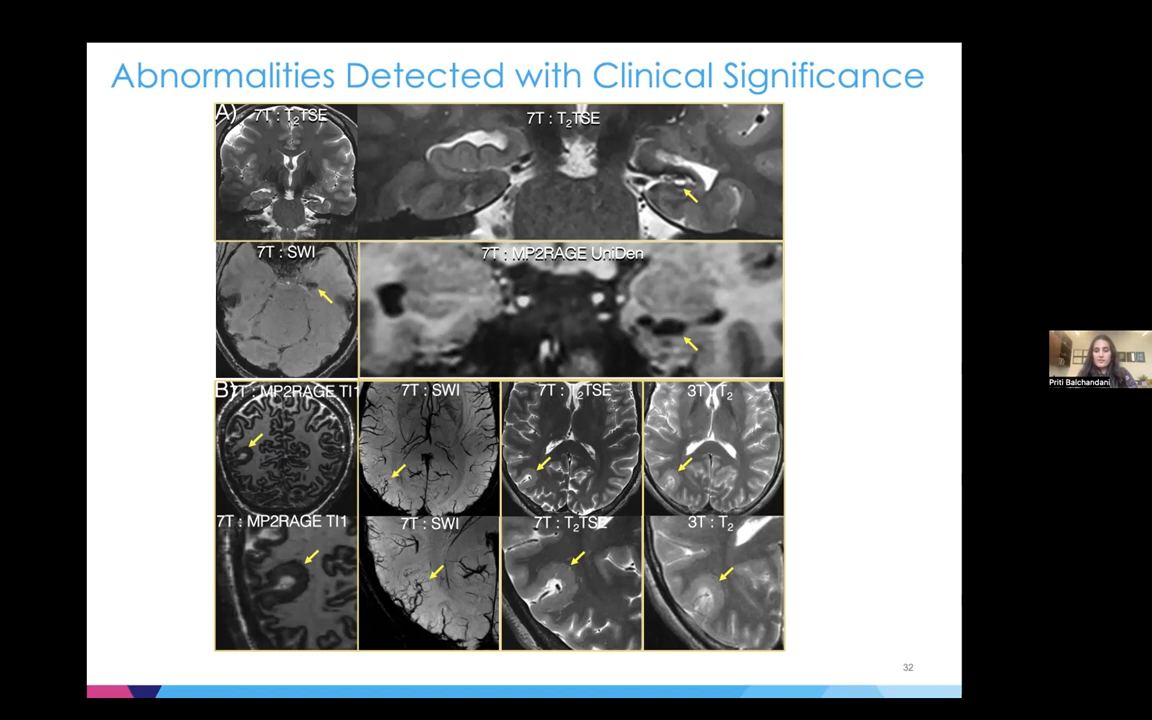 Abnormalities Detected with Clinical Significance
A) 7T : T₂TSE
7T : T₂TSE
7T : SWI
7T : MP2RAGE UniDen
B) 7T : MP2RAGE TI1
7T : SWI
7T : T₂TSE
3T : T₂
7T : MP2RAGE TI1
7T : SWI
7T : T₂TSE
3T : T₂
Priti Balchandani
32